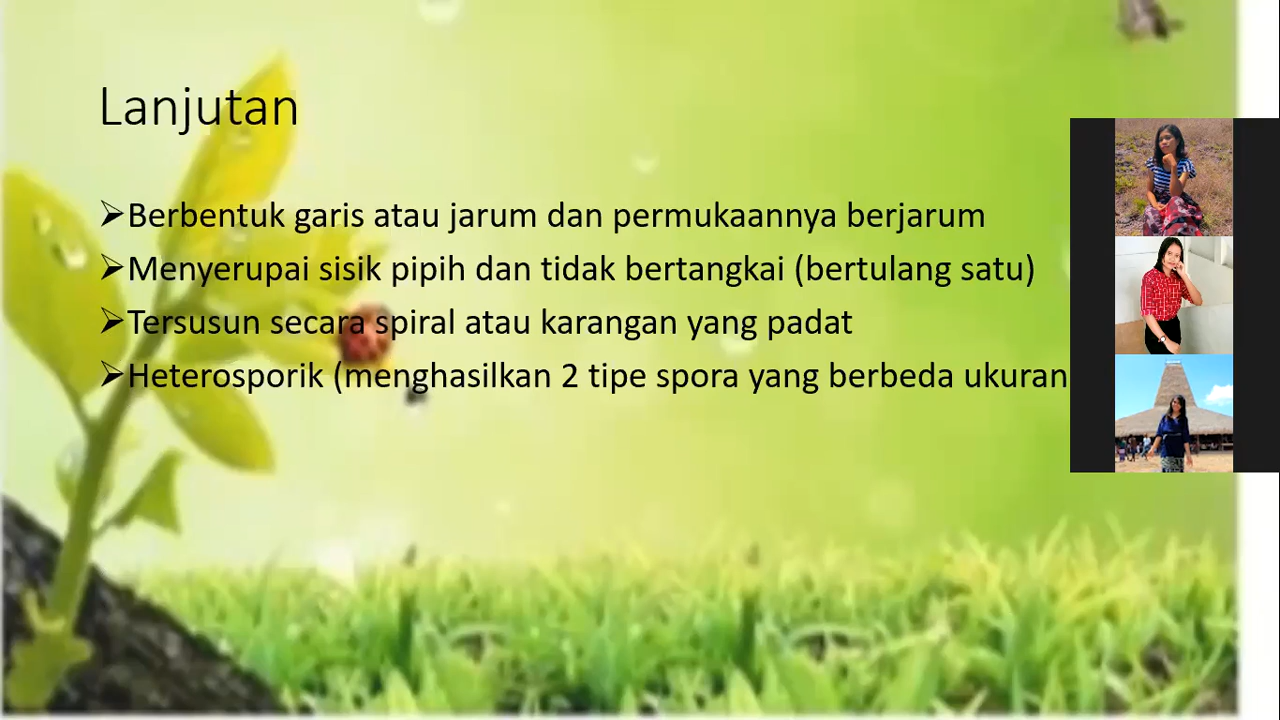 Lanjutan
➢Berbentuk garis atau jarum dan permukaannya berjarum
➢Menyerupai sisik pipih dan tidak bertangkai (bertulang satu)
➢Tersusun secara spiral atau karangan yang padat
➢Heterosporik (menghasilkan 2 tipe spora yang berbeda ukuran